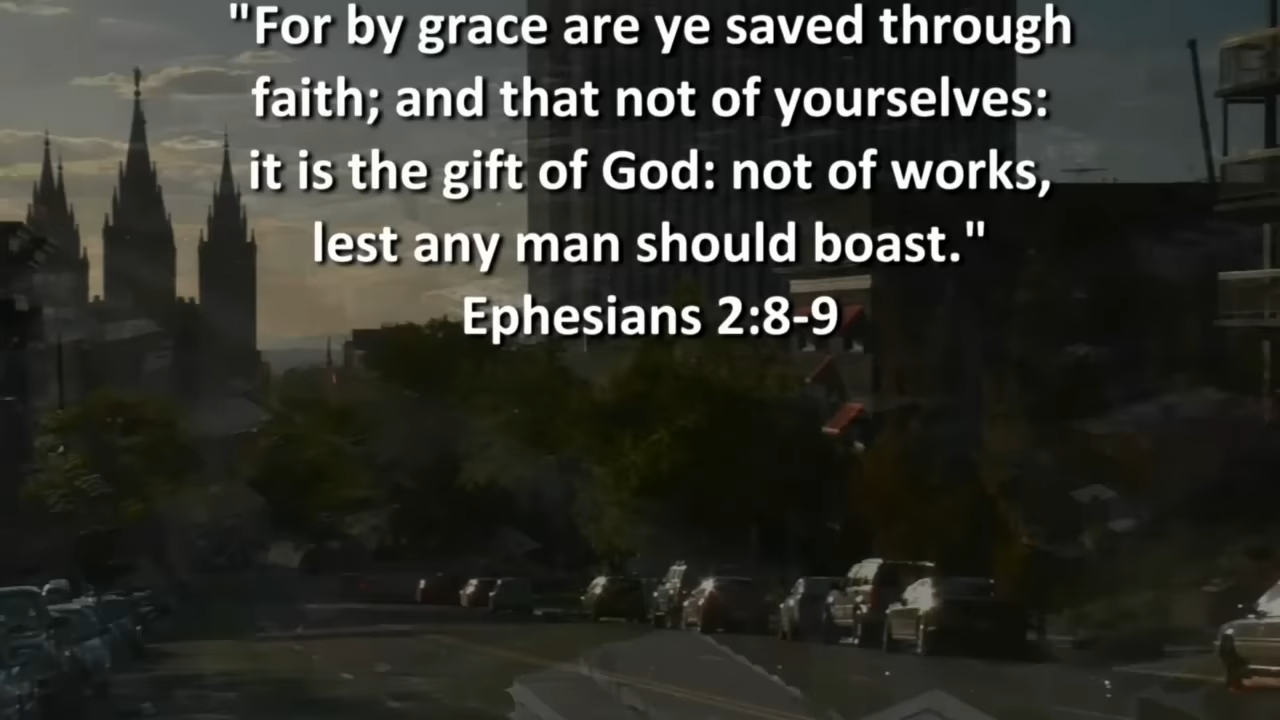 "For by grace are ye saved through
faith; and that not of yourselves:
it is the gift of God: not of works,
lest any man should boast."
Ephesians 2:8-9